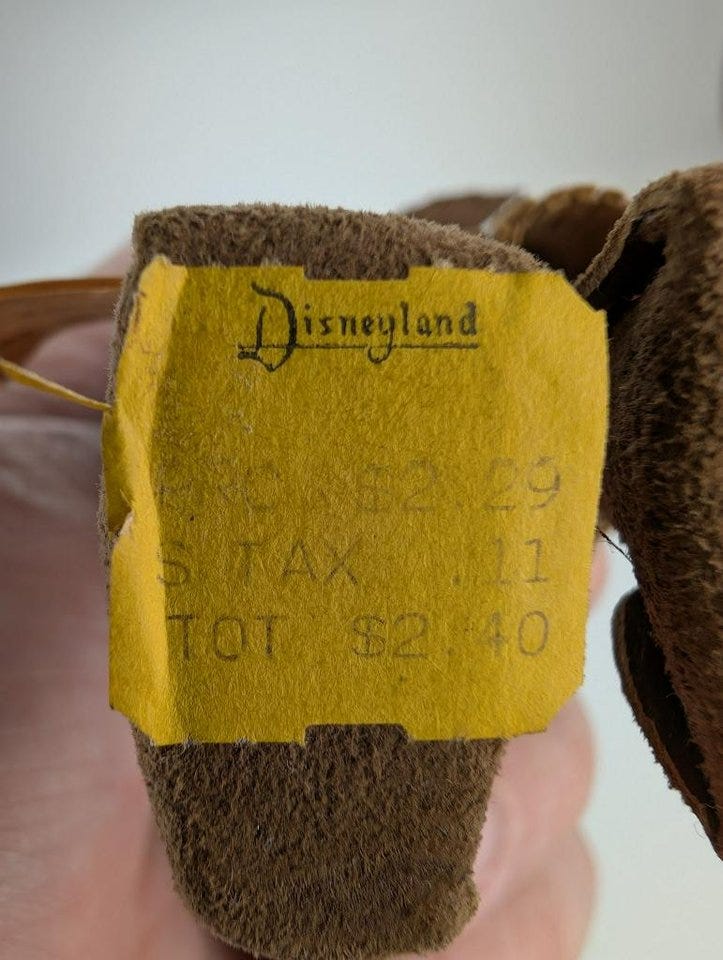 Disneyland
$2.29
S TAX .11
TOT $2.40